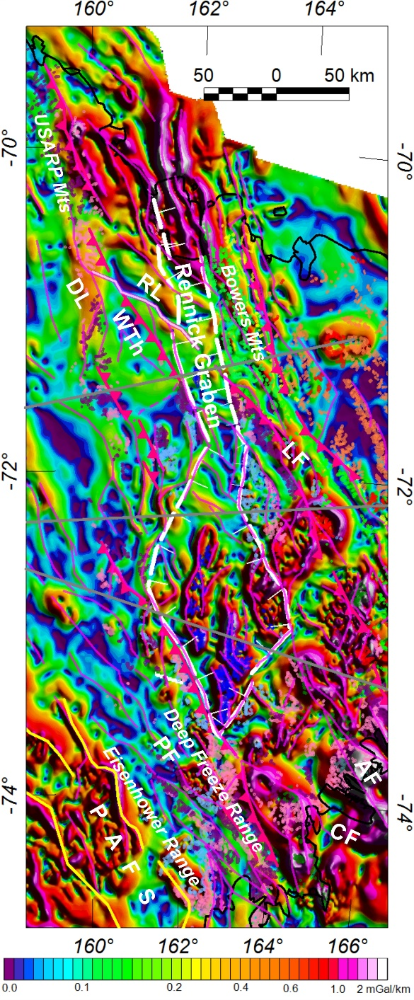 160° 162° 164°
50 0 50 km
-70° -70°
USARP Mts
DL
RL
WTh
Rennick Graben
Bowers Mts
LF
-72° -72°
Deep Freeze Range
PF
Eisenhower Range
P A F S
AF
CF
-74° -74°
160° 162° 164° 166°
0.0 0.1 0.2 0.4 0.6 1.0 2 mGal/km